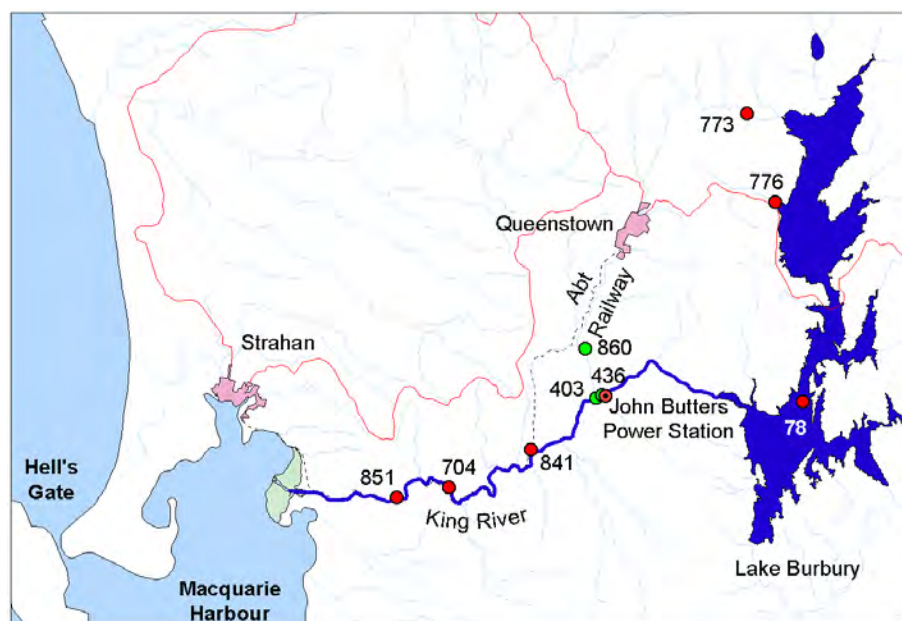 773
776
Queenstown
Abt
Railway
Strahan
860
436
403
John Butters
Power Station
78
Hell's
Gate
851
704
841
King River
Lake Burbury
Macquarie
Harbour